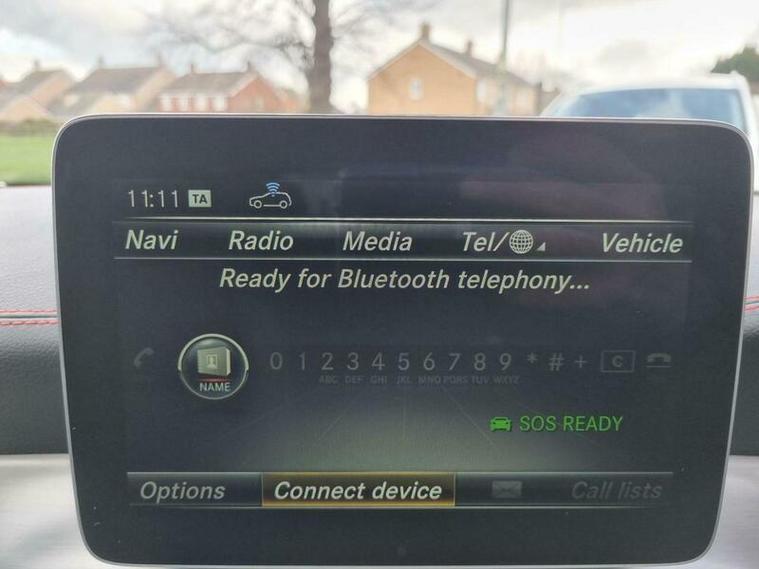 11:11 TA
Navi Radio Media Tel/ Vehicle
Ready for Bluetooth telephony...
NAME 0 1 2 3 4 5 6 7 8 9 * # + C
ABC DEF GHI JKL MNO PQRS TUV WXYZ
SOS READY
Options Connect device Call lists